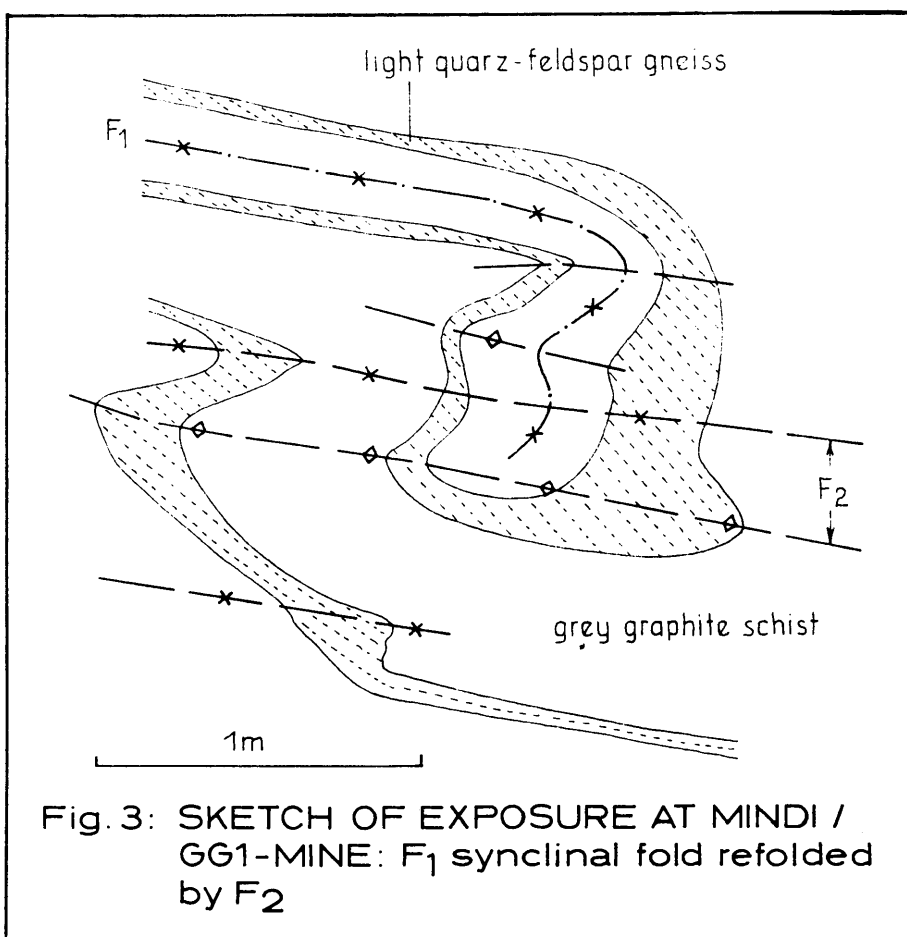 light quarz-feldspar gneiss
F1
F2
grey graphite schist
1m
Fig. 3: SKETCH OF EXPOSURE AT MINDI /
GG1-MINE: F1 synclinal fold refolded
by F2